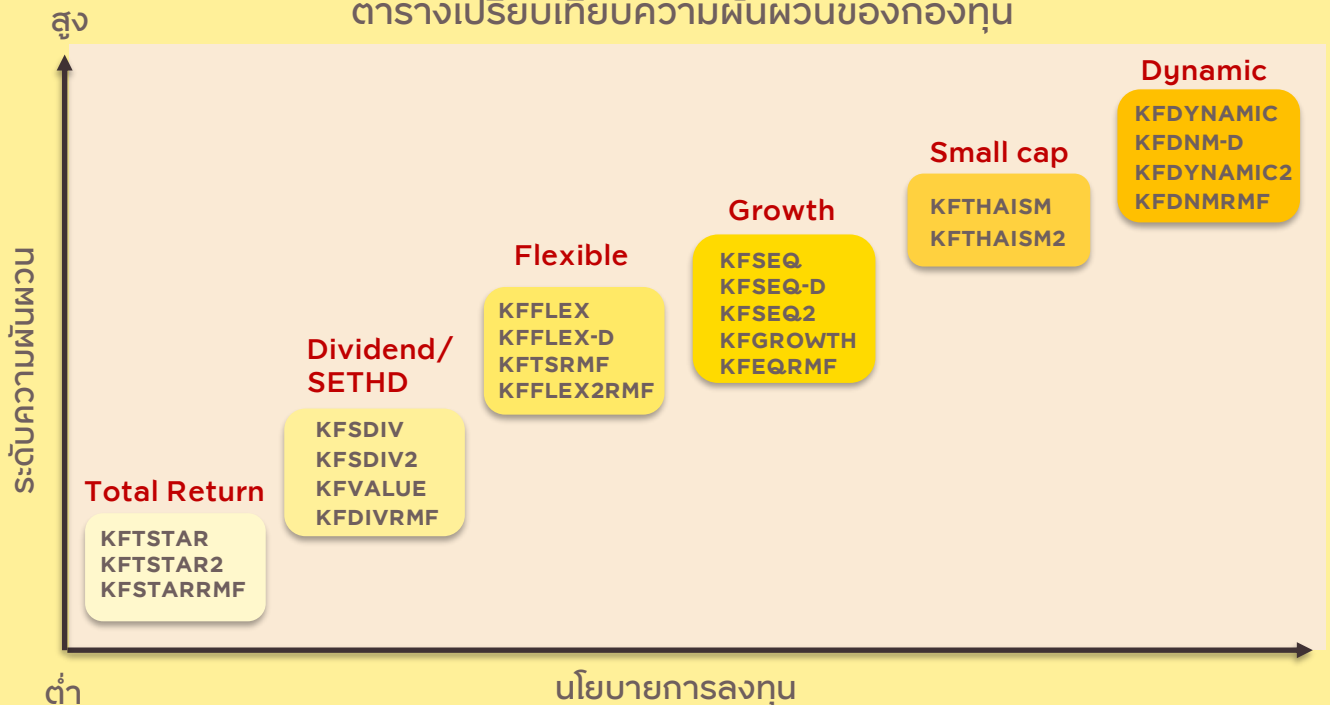 ตารางเปรียบเทียบความผันผวนของกองทุน
สูง
ระดับความผันผวน
Total Return
KFTSTAR
KFTSTAR2
KFSTARRMF
Dividend/
SETHD
KFSDIV
KFSDIV2
KFVALUE
KFDIVRMF
Flexible
KFFLEX
KFFLEX-D
KFTSRMF
KFFLEX2RMF
Growth
KFSEQ
KFSEQ-D
KFSEQ2
KFGROWTH
KFEQRMF
Small cap
KFTHAISM
KFTHAISM2
Dynamic
KFDYNAMIC
KFDNM-D
KFDYNAMIC2
KFDNMRMF
ต่ำ
นโยบายการลงทุน